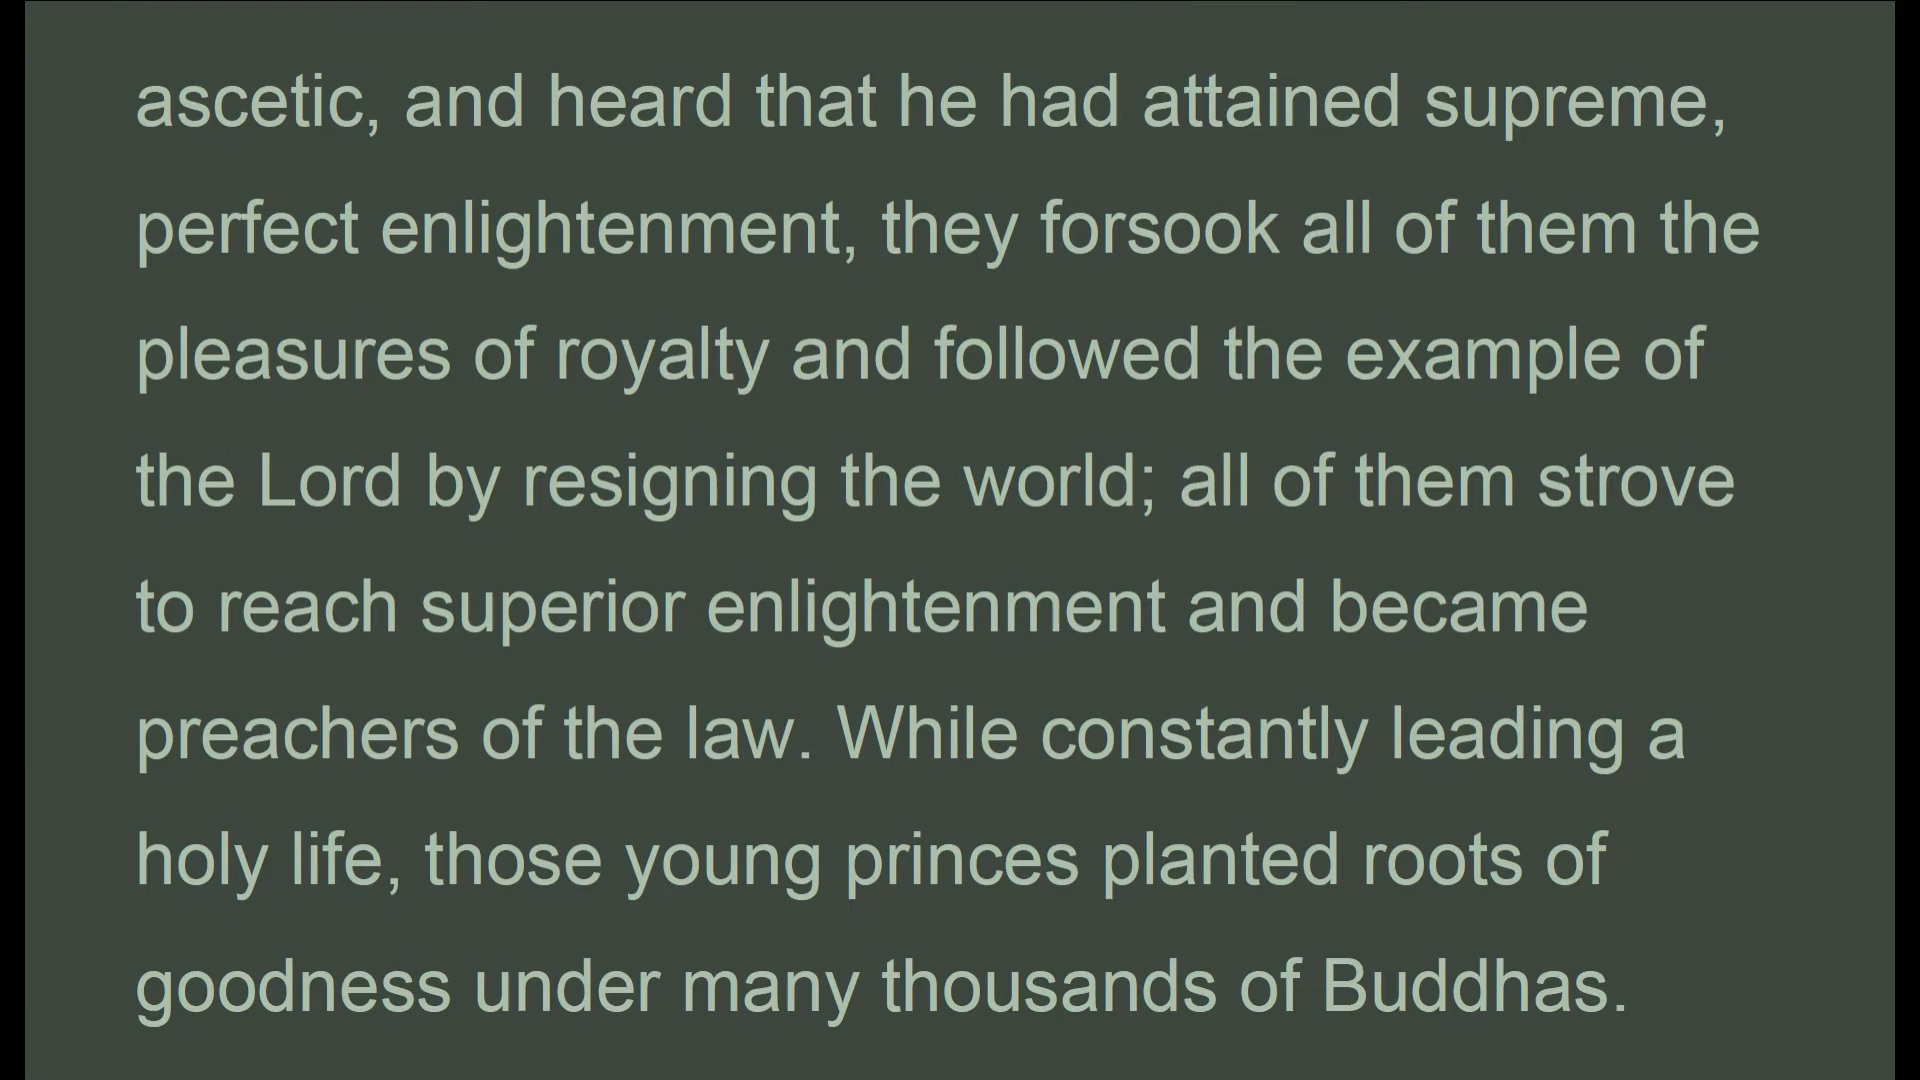 ascetic, and heard that he had attained supreme,
perfect enlightenment, they forsook all of them the
pleasures of royalty and followed the example of
the Lord by resigning the world; all of them strove
to reach superior enlightenment and became
preachers of the law. While constantly leading a
holy life, those young princes planted roots of
goodness under many thousands of Buddhas.